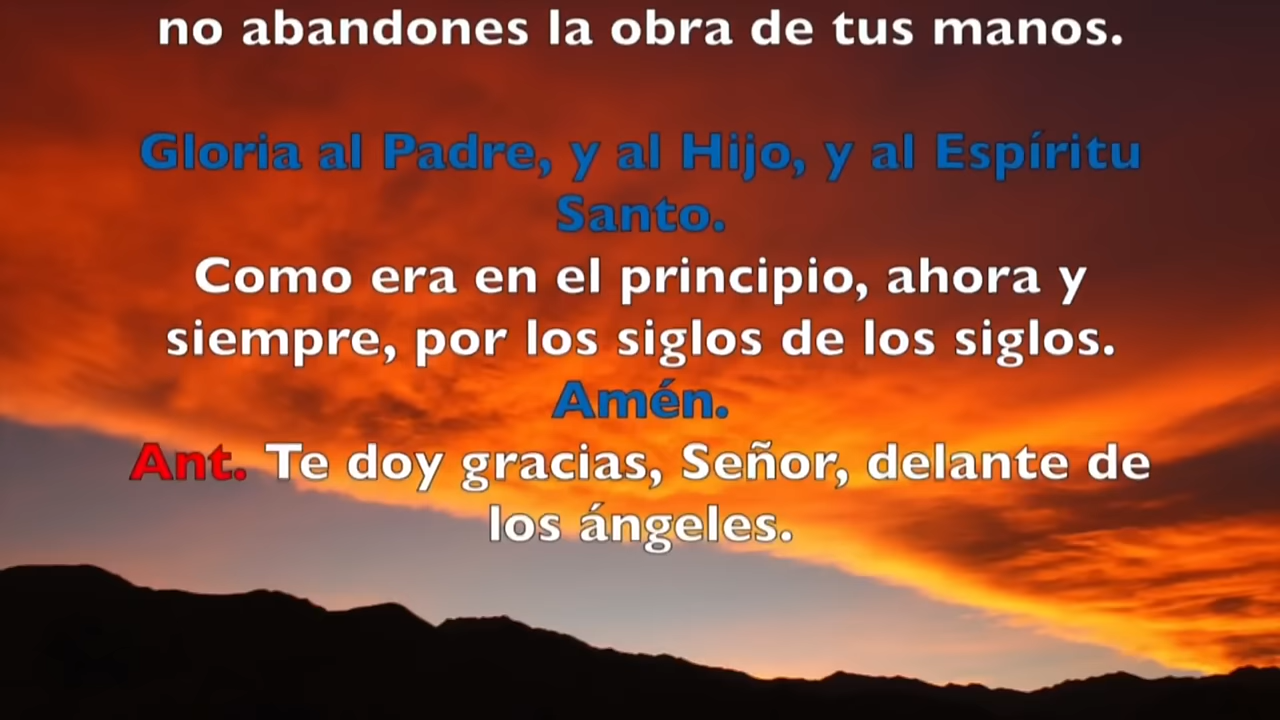 no abandones la obra de tus manos.
Gloria al Padre, y al Hijo, y al Espíritu
Santo.
Como era en el principio, ahora y
siempre, por los siglos de los siglos.
Amén.
Ant. Te doy gracias, Señor, delante de
los ángeles.